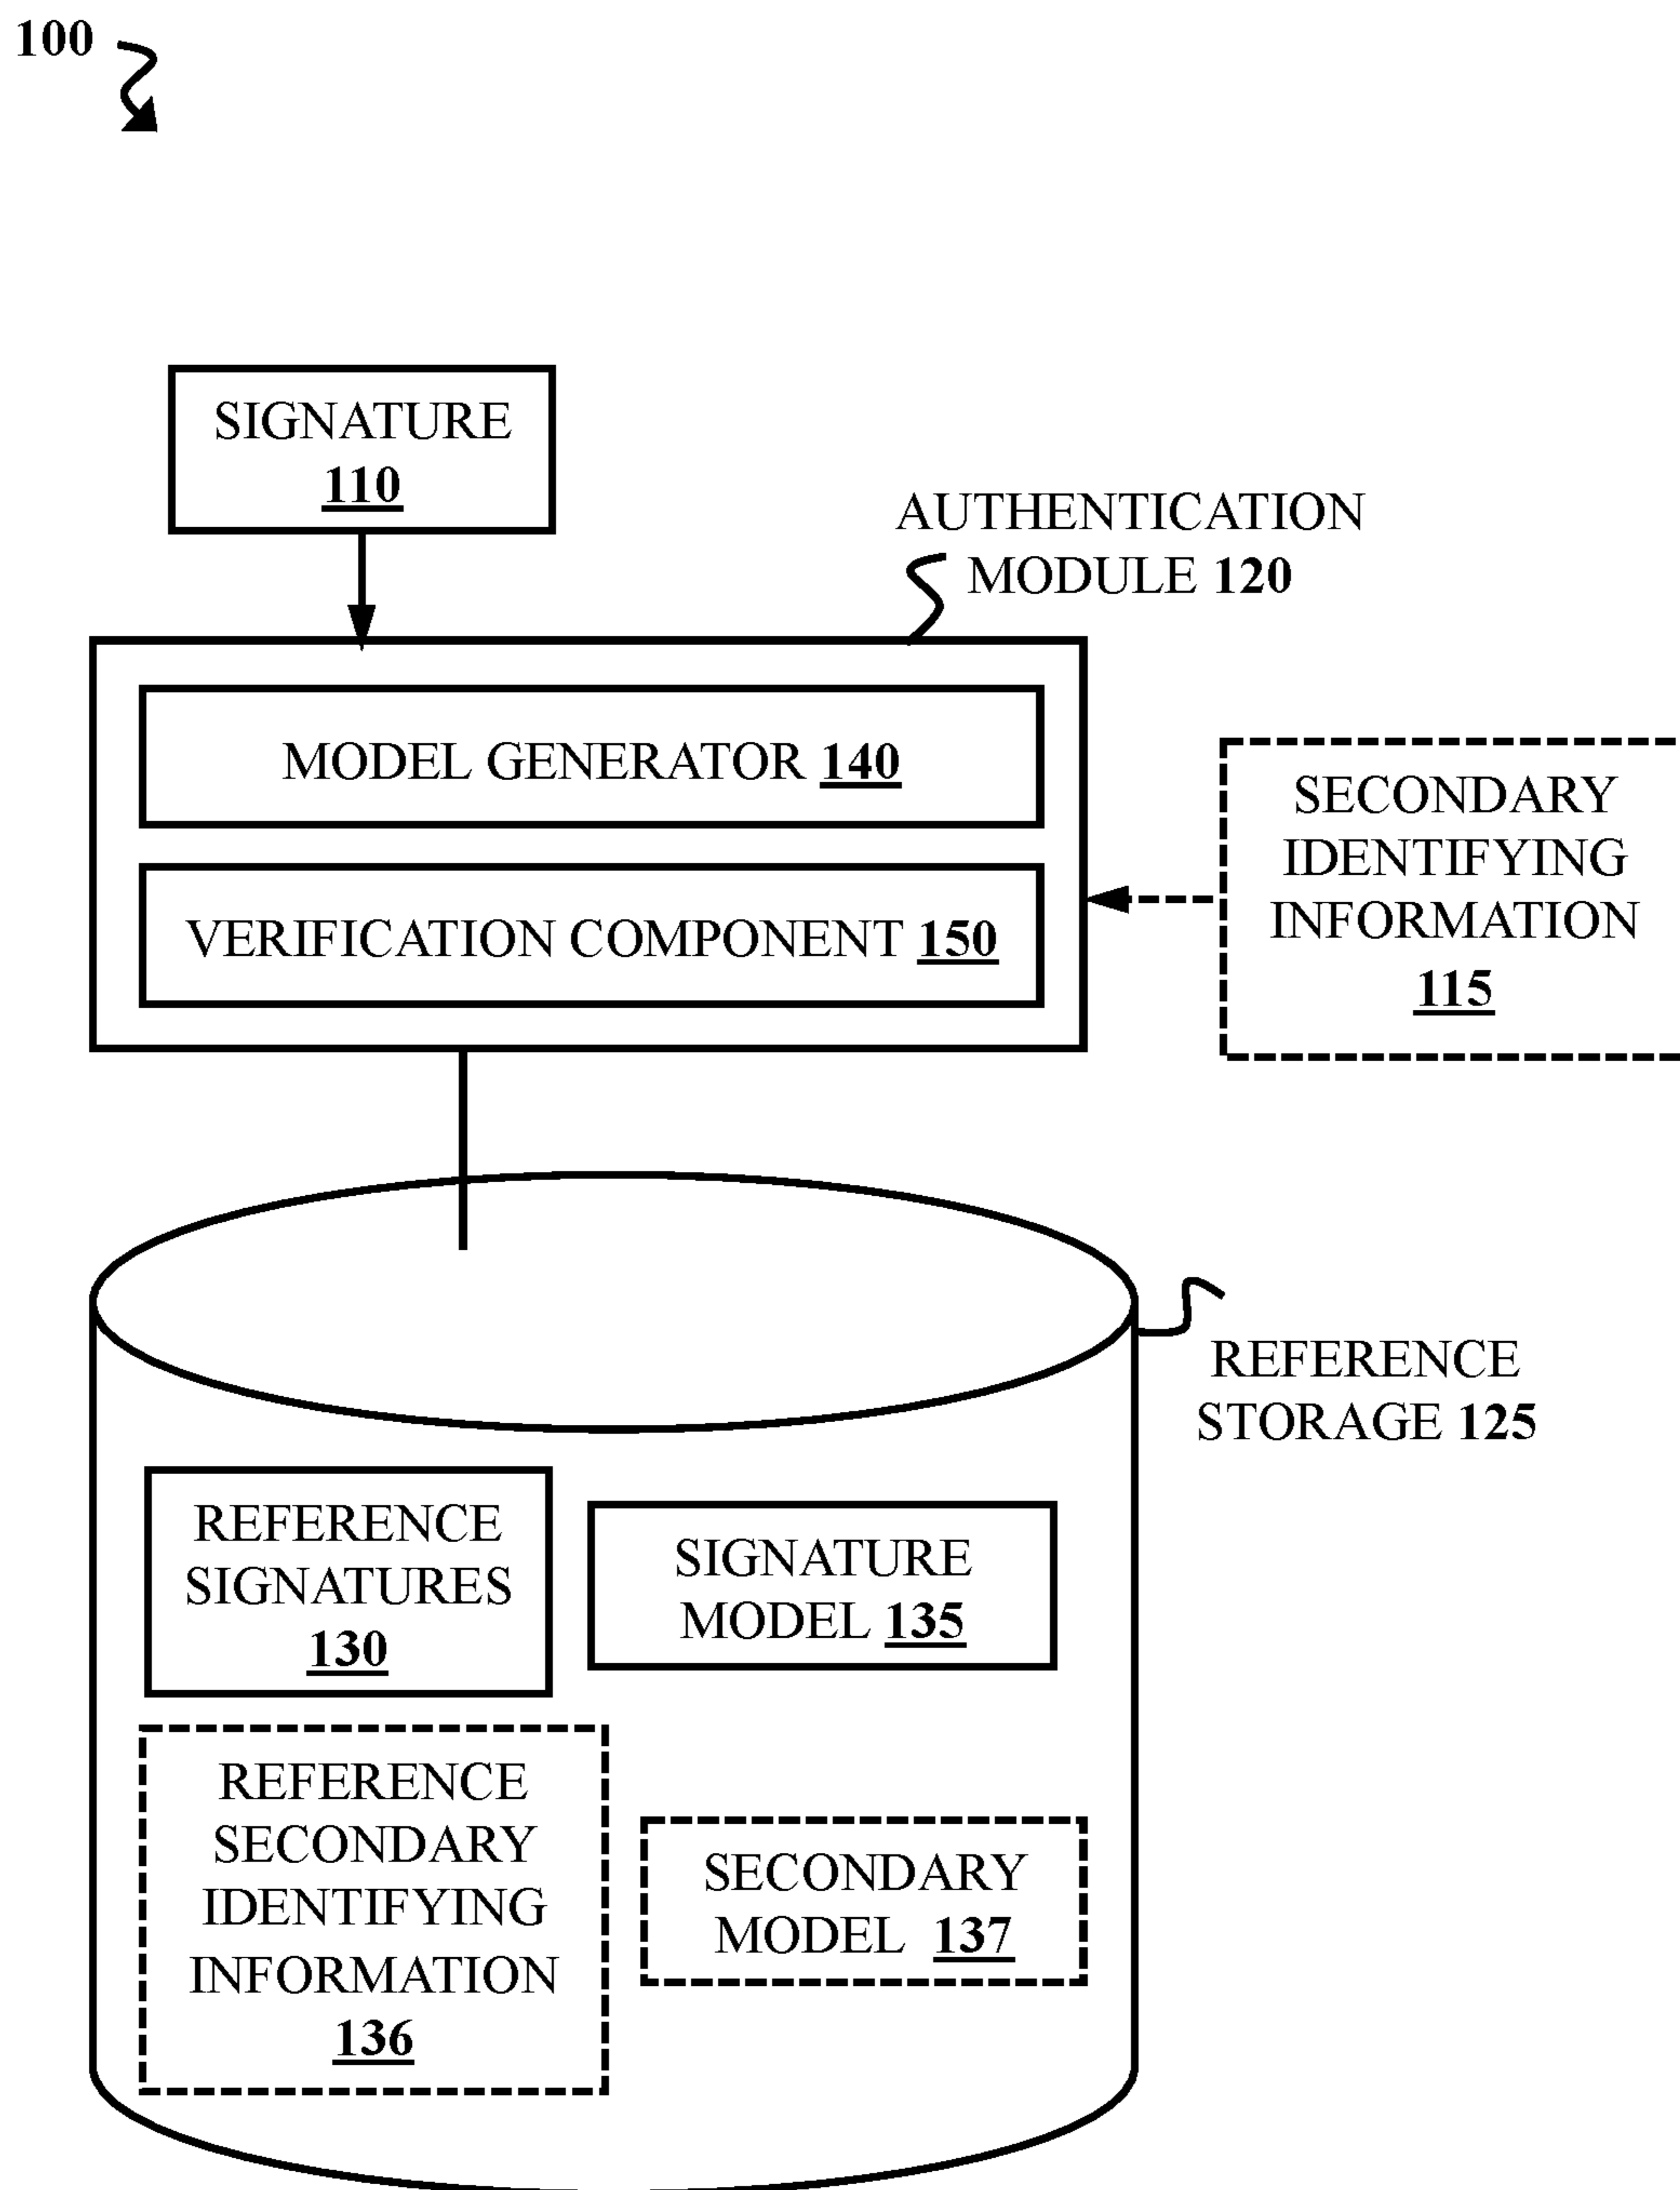 100
SIGNATURE
110
AUTHENTICATION
MODULE 120
MODEL GENERATOR 140
VERIFICATION COMPONENT 150
SECONDARY
IDENTIFYING
INFORMATION
115
REFERENCE
STORAGE 125
REFERENCE
SIGNATURES
130
SIGNATURE
MODEL 135
REFERENCE
SECONDARY
IDENTIFYING
INFORMATION
136
SECONDARY
MODEL 137